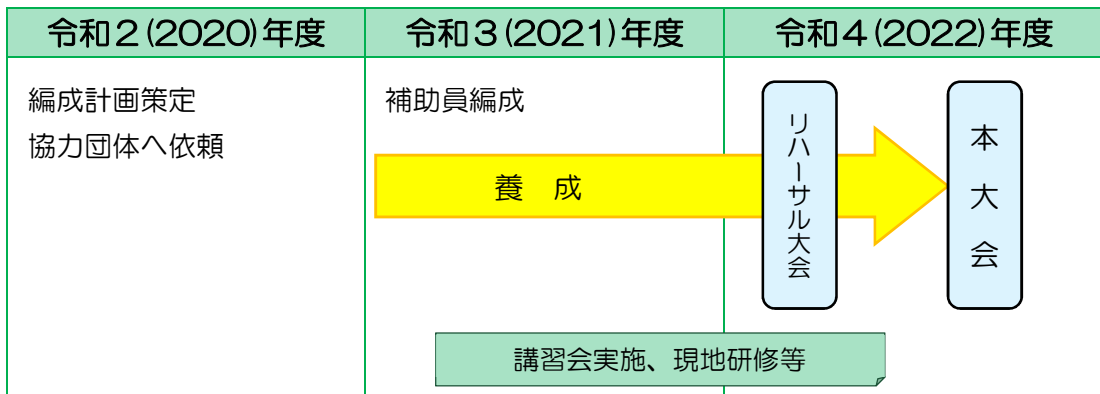 令和２(2020)年度
令和３(2021)年度
令和４(2022)年度
編成計画策定
協力団体へ依頼
補助員編成
養　成
リハーサル大会
本大会
講習会実施、現地研修等